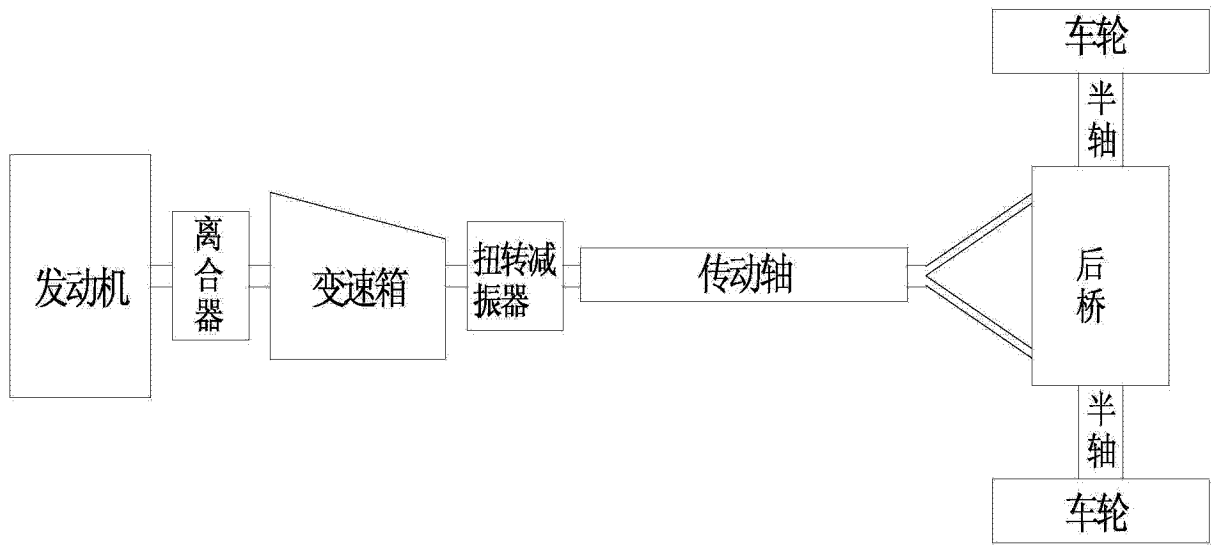 车轮
半
轴
发动机
离
合
器
变速箱
扭转减
振器
传动轴
后
桥
半
轴
车轮